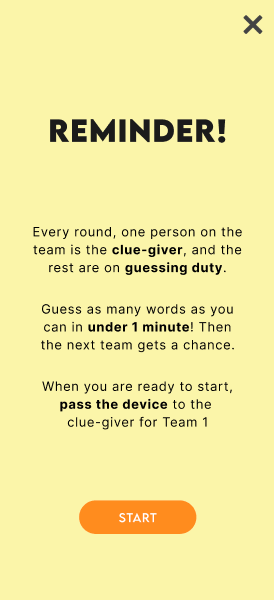 REMINDER!
Every round, one person on the
team is the clue-giver, and the
rest are on guessing duty.
Guess as many words as you
can in under 1 minute! Then
the next team gets a chance.
When you are ready to start,
pass the device to the
clue-giver for Team 1
START